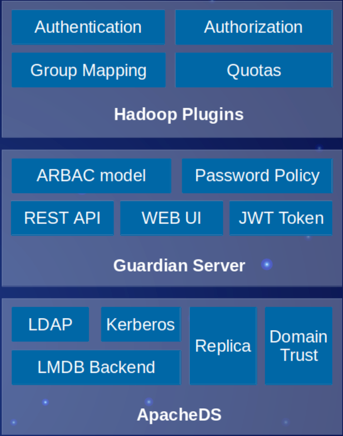 Authentication
Authorization
Group Mapping
Quotas
Hadoop Plugins
ARBAC model
Password Policy
REST API
WEB UI
JWT Token
Guardian Server
LDAP
Kerberos
Replica
Domain
Trust
LMDB Backend
ApacheDS